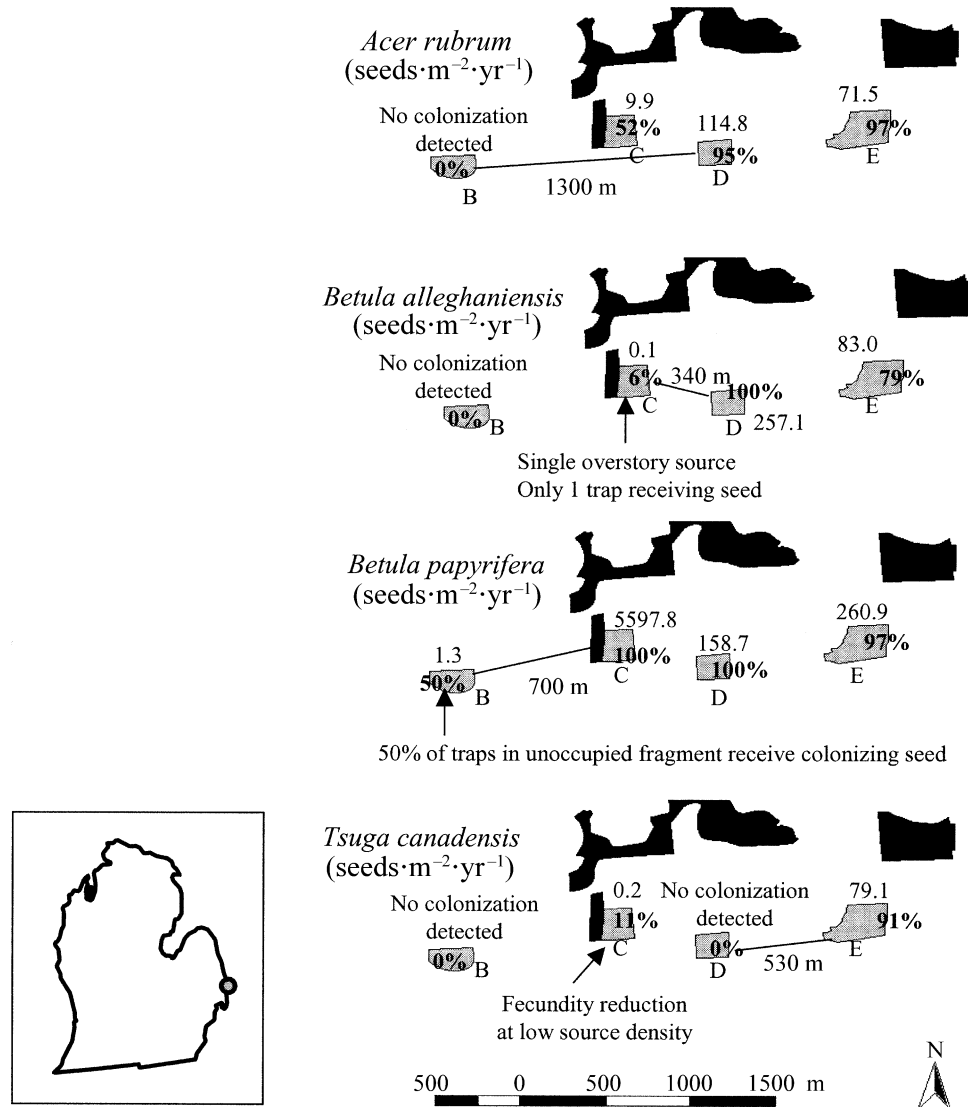 Acer rubrum
(seeds·m⁻²·yr⁻¹)
No colonization
detected
0%
B
1300 m
9.9
52%
C
114.8
95%
D
71.5
97%
E
Betula alleghaniensis
(seeds·m⁻²·yr⁻¹)
No colonization
detected
0%
B
0.1
6%
C
340 m
100%
D
257.1
83.0
79%
E
Single overstory source
Only 1 trap receiving seed
Betula papyrifera
(seeds·m⁻²·yr⁻¹)
1.3
50%
B
700 m
5597.8
100%
C
158.7
100%
D
260.9
97%
E
50% of traps in unoccupied fragment receive colonizing seed
Tsuga canadensis
(seeds·m⁻²·yr⁻¹)
No colonization
detected
0%
B
0.2
11%
C
No colonization
detected
0%
D
530 m
79.1
91%
E
Fecundity reduction
at low source density
500 0 500 1000 1500 m
N